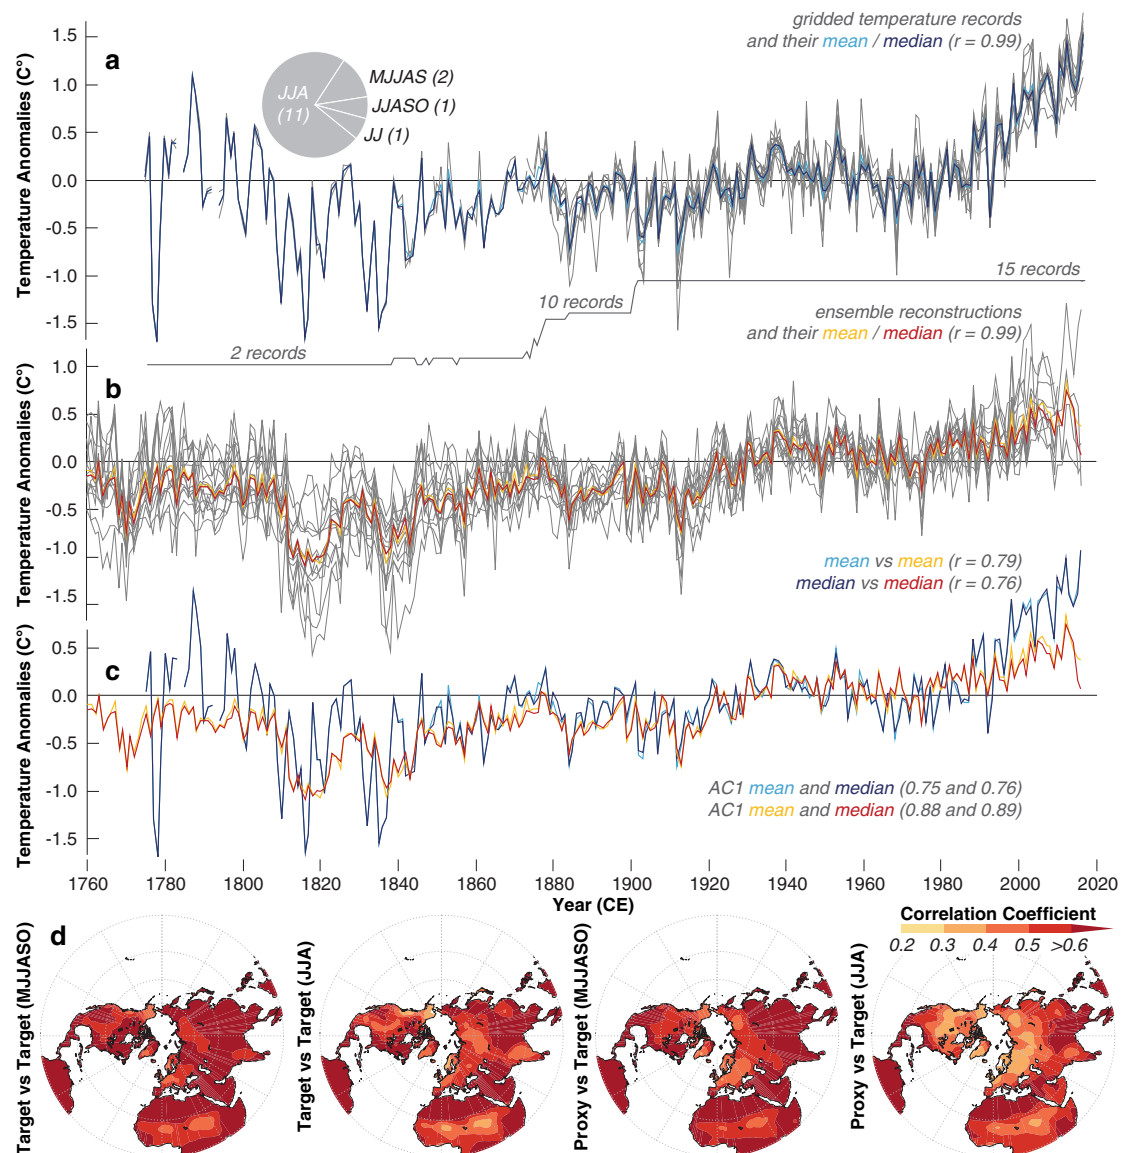 gridded temperature records
and their mean / median (r = 0.99)
a
Temperature Anomalies (C°)
1.5
1.0
0.5
0.0
-0.5
-1.0
-1.5
JJA
(11)
MJJAS (2)
JJASO (1)
JJ (1)
15 records
10 records
2 records
ensemble reconstructions
and their mean / median (r = 0.99)
b
Temperature Anomalies (C°)
1.0
0.5
0.0
-0.5
-1.0
-1.5
mean vs mean (r = 0.79)
median vs median (r = 0.76)
c
Temperature Anomalies (C°)
0.5
0.0
-0.5
-1.0
-1.5
AC1 mean and median (0.75 and 0.76)
AC1 mean and median (0.88 and 0.89)
1760 1780 1800 1820 1840 1860 1880 1900 1920 1940 1960 1980 2000 2020
Year (CE)
d
Target vs Target (MJJASO)
Target vs Target (JJA)
Proxy vs Target (MJJASO)
Proxy vs Target (JJA)
Correlation Coefficient
0.2 0.3 0.4 0.5 >0.6